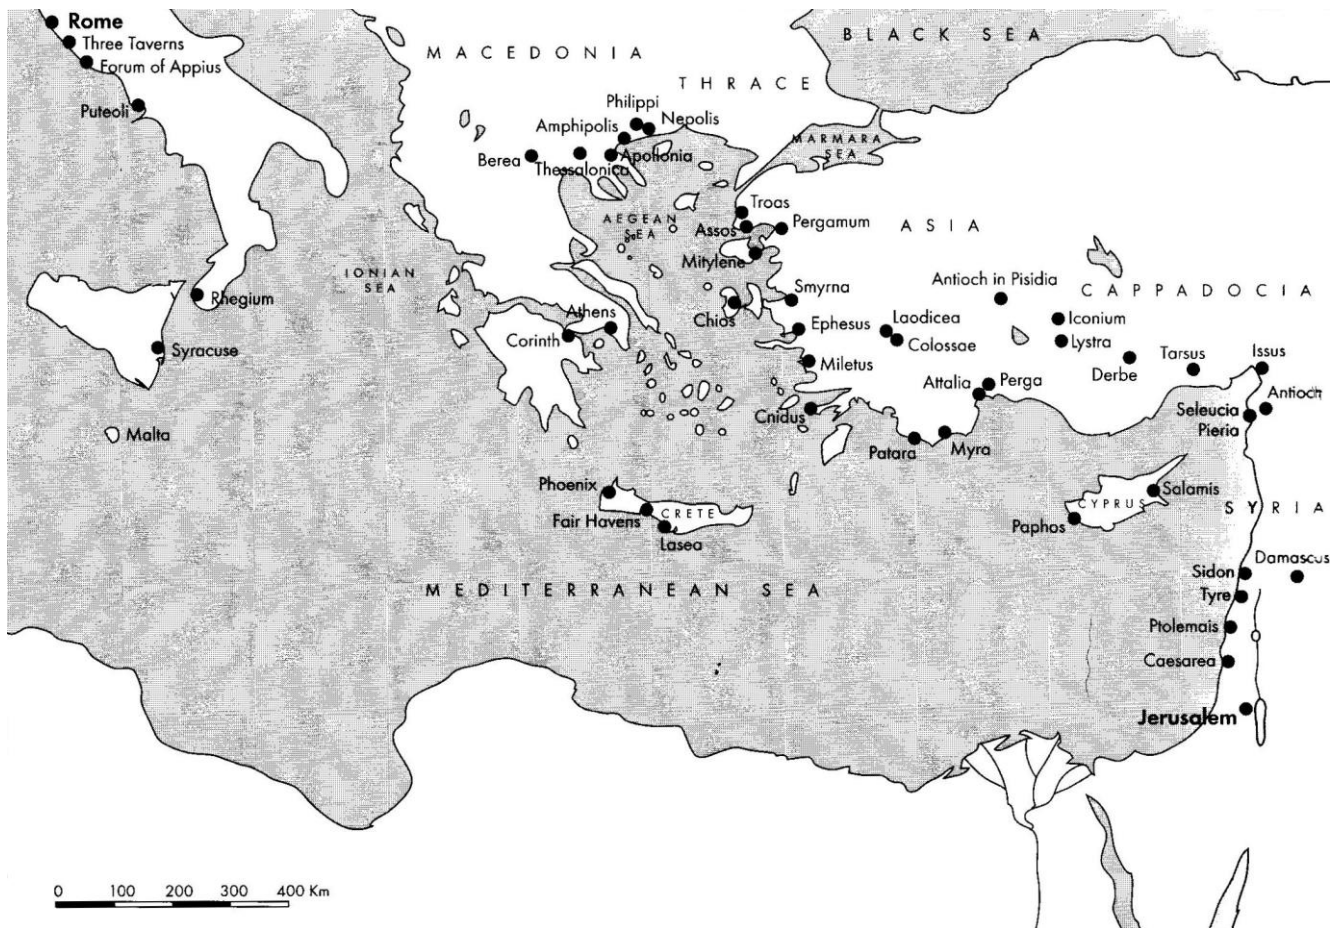 Rome
Three Taverns
Forum of Appius
Puteoli
MACEDONIA
THRACE
BLACK SEA
Philippi
Nepolis
Amphipolis
Apollonia
Berea
Thessalonica
MARMARA
SEA
Troas
Assos
Pergamum
AEGEAN
SEA
ASIA
Mitylene
IONIAN
SEA
Rhegium
Syracuse
Malta
Athens
Corinth
Chios
Smyrna
Ephesus
Miletus
Cnidus
Antioch in Pisidia
CAPPADOCIA
Laodicea
Colossae
Iconium
Lystra
Derbe
Tarsus
Issus
Antioch
Seleucia
Pieria
Attalia
Perga
Patara
Myra
Phoenix
Fair Havens
CRETE
Lasea
Salamis
CYPRUS
Paphos
SYRIA
Damascus
Sidon
Tyre
Ptolemais
Caesarea
Jerusalem
MEDITERRANEAN SEA
0 100 200 300 400 Km